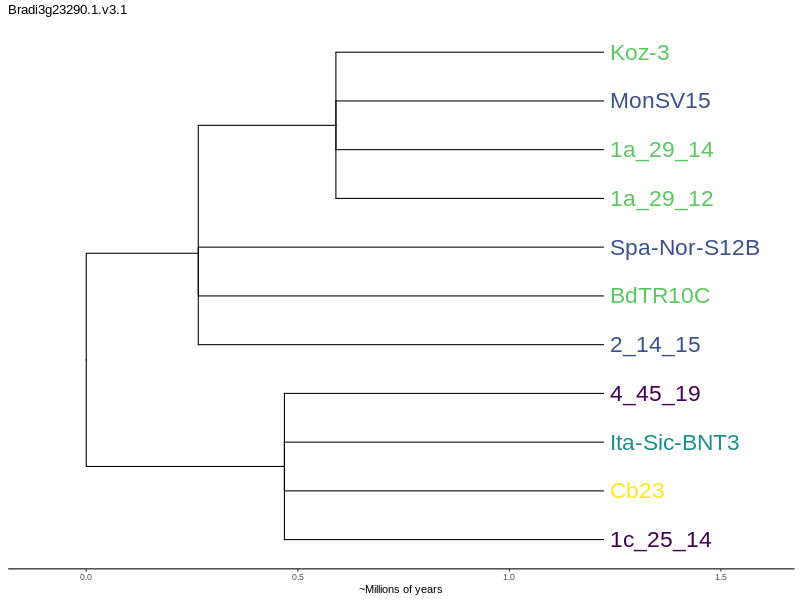 Bradi3g23290.1.v3.1
Koz-3
MonSV15
1a_29_14
1a_29_12
Spa-Nor-S12B
BdTR10C
2_14_15
4_45_19
Ita-Sic-BNT3
Cb23
1c_25_14
0.0 0.5 1.0 1.5
~Millions of years